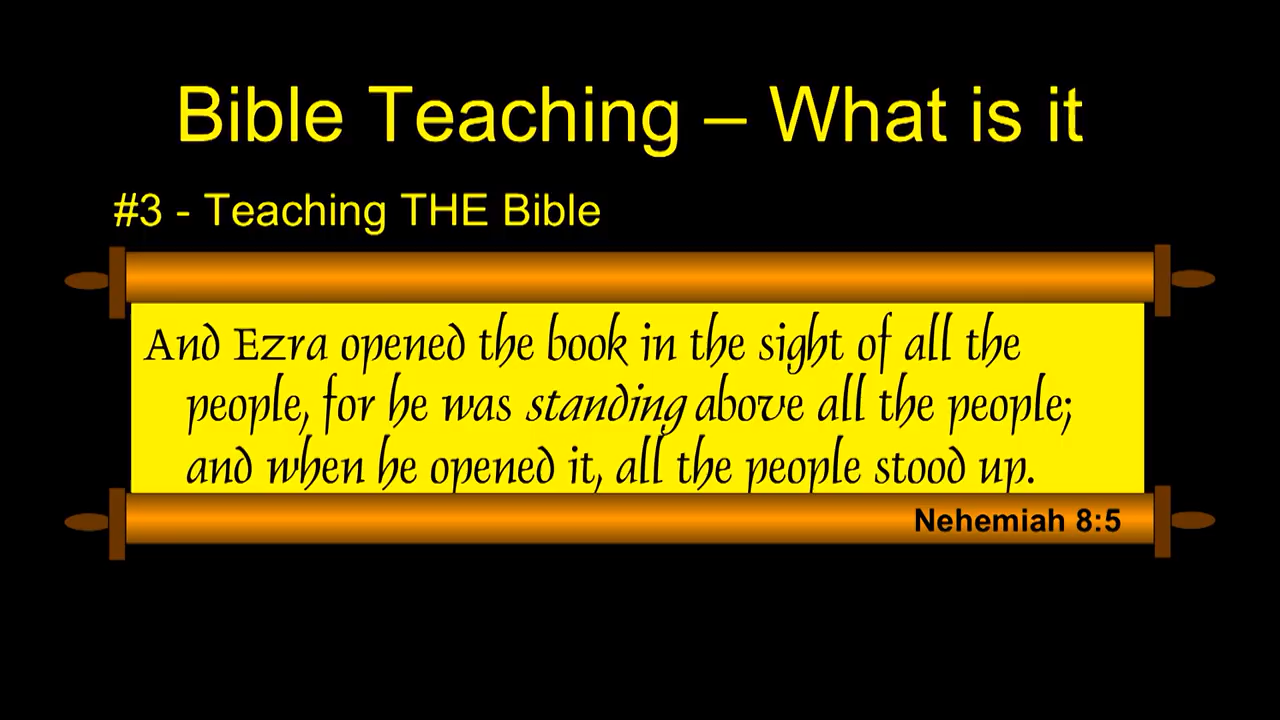 Bible Teaching – What is it
#3 - Teaching THE Bible
And Ezra opened the book in the sight of all the
people, for he was standing above all the people;
and when he opened it, all the people stood up.
Nehemiah 8:5